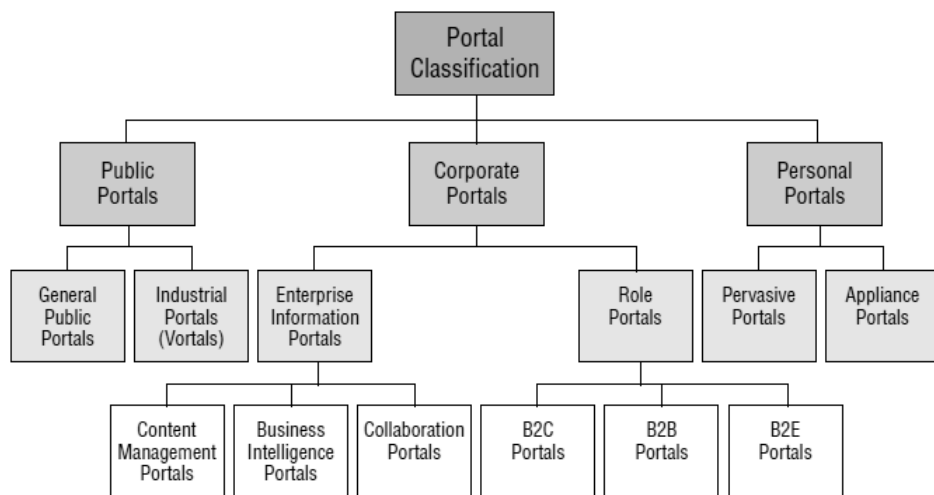 Portal
Classification
Public
Portals
Corporate
Portals
Personal
Portals
General
Public
Portals
Industrial
Portals
(Vortals)
Enterprise
Information
Portals
Role
Portals
Pervasive
Portals
Appliance
Portals
Content
Management
Portals
Business
Intelligence
Portals
Collaboration
Portals
B2C
Portals
B2B
Portals
B2E
Portals